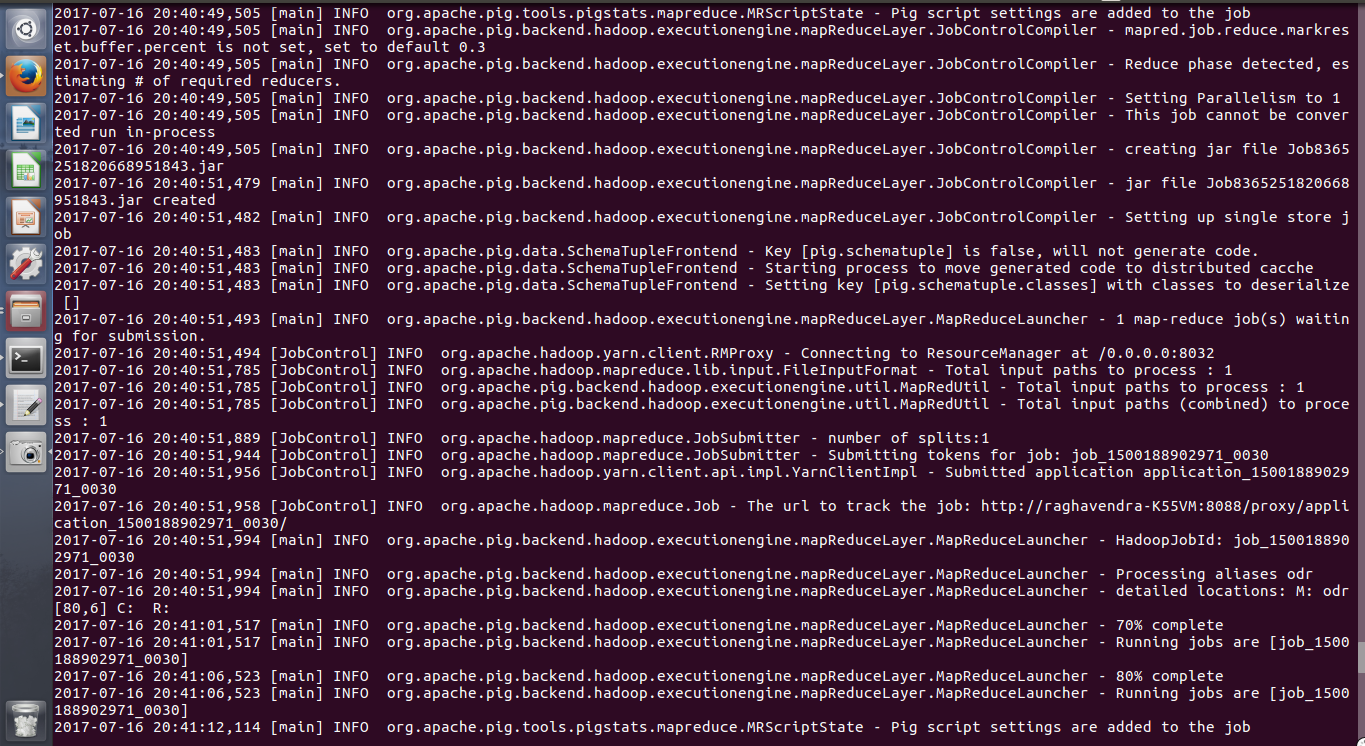 2017-07-16 20:40:49,505 [main] INFO  org.apache.pig.tools.pigstats.mapreduce.MRScriptState - Pig script settings are added to the job
2017-07-16 20:40:49,505 [main] INFO  org.apache.pig.backend.hadoop.executionengine.mapReduceLayer.JobControlCompiler - mapred.job.reduce.markres
et.buffer.percent is not set, set to default 0.3
2017-07-16 20:40:49,505 [main] INFO  org.apache.pig.backend.hadoop.executionengine.mapReduceLayer.JobControlCompiler - Reduce phase detected, es
timating # of required reducers.
2017-07-16 20:40:49,505 [main] INFO  org.apache.pig.backend.hadoop.executionengine.mapReduceLayer.JobControlCompiler - Setting Parallelism to 1
2017-07-16 20:40:49,505 [main] INFO  org.apache.pig.backend.hadoop.executionengine.mapReduceLayer.JobControlCompiler - This job cannot be conver
ted run in-process
2017-07-16 20:40:49,505 [main] INFO  org.apache.pig.backend.hadoop.executionengine.mapReduceLayer.JobControlCompiler - creating jar file Job8365
251820668951843.jar
2017-07-16 20:40:51,479 [main] INFO  org.apache.pig.backend.hadoop.executionengine.mapReduceLayer.JobControlCompiler - jar file Job8365251820668
951843.jar created
2017-07-16 20:40:51,482 [main] INFO  org.apache.pig.backend.hadoop.executionengine.mapReduceLayer.JobControlCompiler - Setting up single store j
ob
2017-07-16 20:40:51,483 [main] INFO  org.apache.pig.data.SchemaTupleFrontend - Key [pig.schematuple] is false, will not generate code.
2017-07-16 20:40:51,483 [main] INFO  org.apache.pig.data.SchemaTupleFrontend - Starting process to move generated code to distributed cacche
2017-07-16 20:40:51,483 [main] INFO  org.apache.pig.data.SchemaTupleFrontend - Setting key [pig.schematuple.classes] with classes to deserialize
 []
2017-07-16 20:40:51,493 [main] INFO  org.apache.pig.backend.hadoop.executionengine.mapReduceLayer.MapReduceLauncher - 1 map-reduce job(s) waitin
g for submission.
2017-07-16 20:40:51,494 [JobControl] INFO  org.apache.hadoop.yarn.client.RMProxy - Connecting to ResourceManager at /0.0.0.0:8032
2017-07-16 20:40:51,785 [JobControl] INFO  org.apache.hadoop.mapreduce.lib.input.FileInputFormat - Total input paths to process : 1
2017-07-16 20:40:51,785 [JobControl] INFO  org.apache.pig.backend.hadoop.executionengine.util.MapRedUtil - Total input paths to process : 1
2017-07-16 20:40:51,785 [JobControl] INFO  org.apache.pig.backend.hadoop.executionengine.util.MapRedUtil - Total input paths (combined) to proce
ss : 1
2017-07-16 20:40:51,889 [JobControl] INFO  org.apache.hadoop.mapreduce.JobSubmitter - number of splits:1
2017-07-16 20:40:51,944 [JobControl] INFO  org.apache.hadoop.mapreduce.JobSubmitter - Submitting tokens for job: job_1500188902971_0030
2017-07-16 20:40:51,956 [JobControl] INFO  org.apache.hadoop.yarn.client.api.impl.YarnClientImpl - Submitted application application_15001889029
71_0030
2017-07-16 20:40:51,958 [JobControl] INFO  org.apache.hadoop.mapreduce.Job - The url to track the job: http://raghavendra-K55VM:8088/proxy/appli
cation_1500188902971_0030/
2017-07-16 20:40:51,994 [main] INFO  org.apache.pig.backend.hadoop.executionengine.mapReduceLayer.MapReduceLauncher - HadoopJobId: job_150018890
2971_0030
2017-07-16 20:40:51,994 [main] INFO  org.apache.pig.backend.hadoop.executionengine.mapReduceLayer.MapReduceLauncher - Processing aliases odr
2017-07-16 20:40:51,994 [main] INFO  org.apache.pig.backend.hadoop.executionengine.mapReduceLayer.MapReduceLauncher - detailed locations: M: odr
[80,6] C:  R:
2017-07-16 20:41:01,517 [main] INFO  org.apache.pig.backend.hadoop.executionengine.mapReduceLayer.MapReduceLauncher - 70% complete
2017-07-16 20:41:01,517 [main] INFO  org.apache.pig.backend.hadoop.executionengine.mapReduceLayer.MapReduceLauncher - Running jobs are [job_1500
188902971_0030]
2017-07-16 20:41:06,523 [main] INFO  org.apache.pig.backend.hadoop.executionengine.mapReduceLayer.MapReduceLauncher - 80% complete
2017-07-16 20:41:06,523 [main] INFO  org.apache.pig.backend.hadoop.executionengine.mapReduceLayer.MapReduceLauncher - Running jobs are [job_1500
188902971_0030]
2017-07-16 20:41:12,114 [main] INFO  org.apache.pig.tools.pigstats.mapreduce.MRScriptState - Pig script settings are added to the job